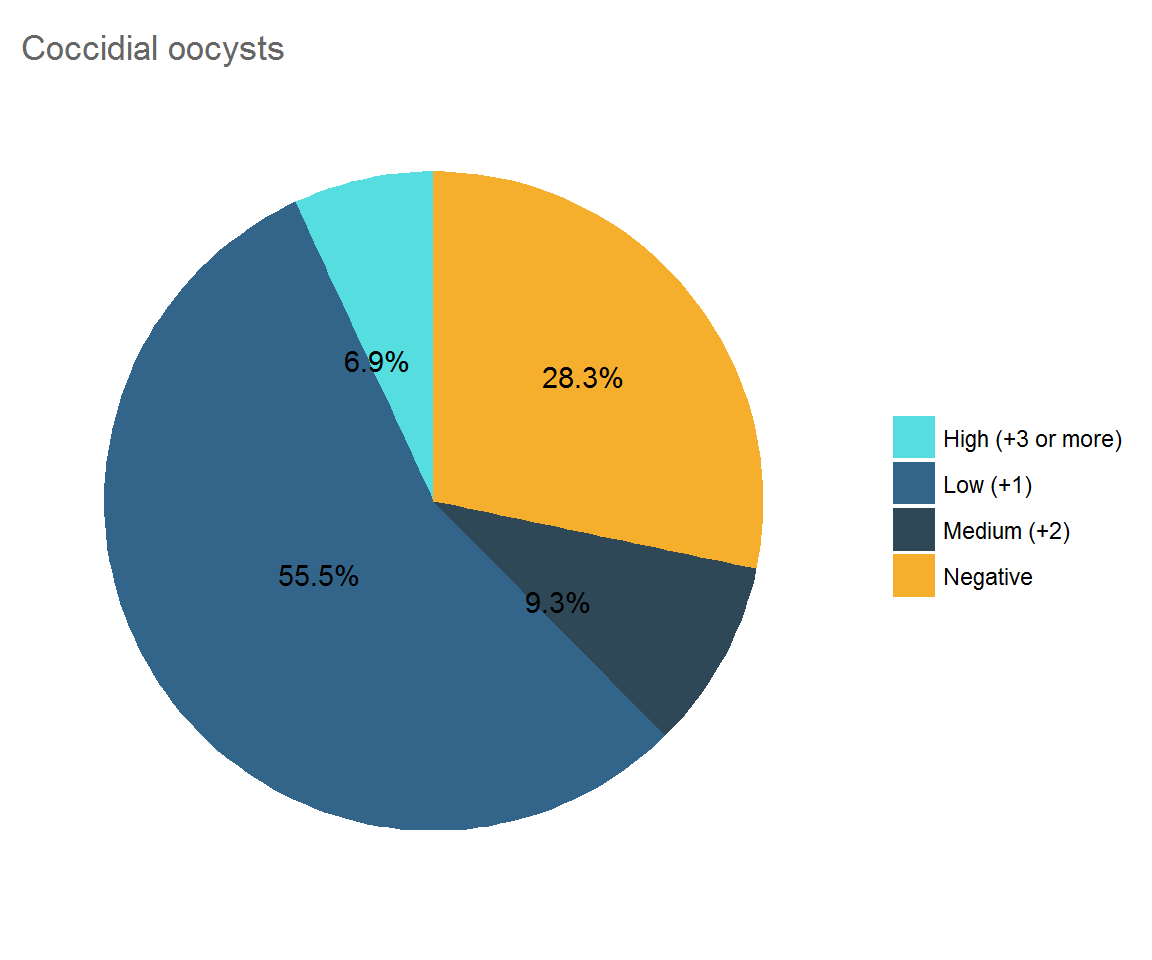 Coccidial oocysts
6.9%
28.3%
55.5%
9.3%
High (+3 or more)
Low (+1)
Medium (+2)
Negative